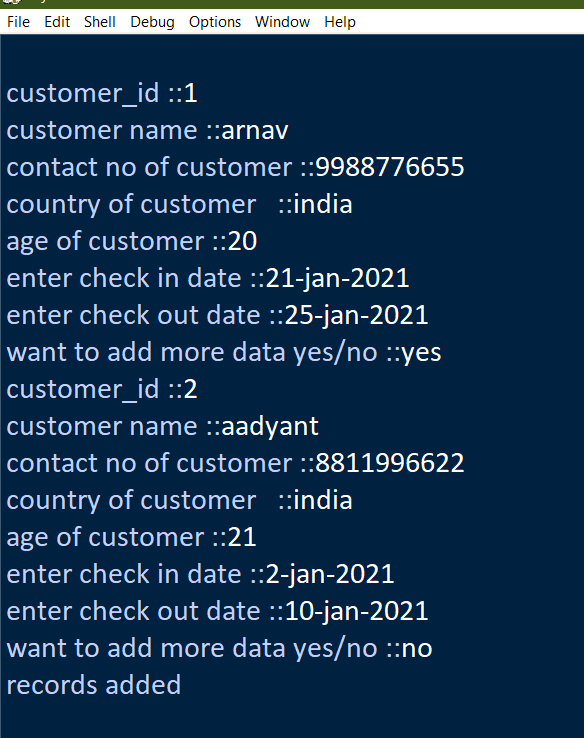 File Edit Shell Debug Options Window Help
customer_id ::1
customer name ::arnav
contact no of customer ::9988776655
country of customer   ::india
age of customer ::20
enter check in date ::21-jan-2021
enter check out date ::25-jan-2021
want to add more data yes/no ::yes
customer_id ::2
customer name ::aadyant
contact no of customer ::8811996622
country of customer   ::india
age of customer ::21
enter check in date ::2-jan-2021
enter check out date ::10-jan-2021
want to add more data yes/no ::no
records added